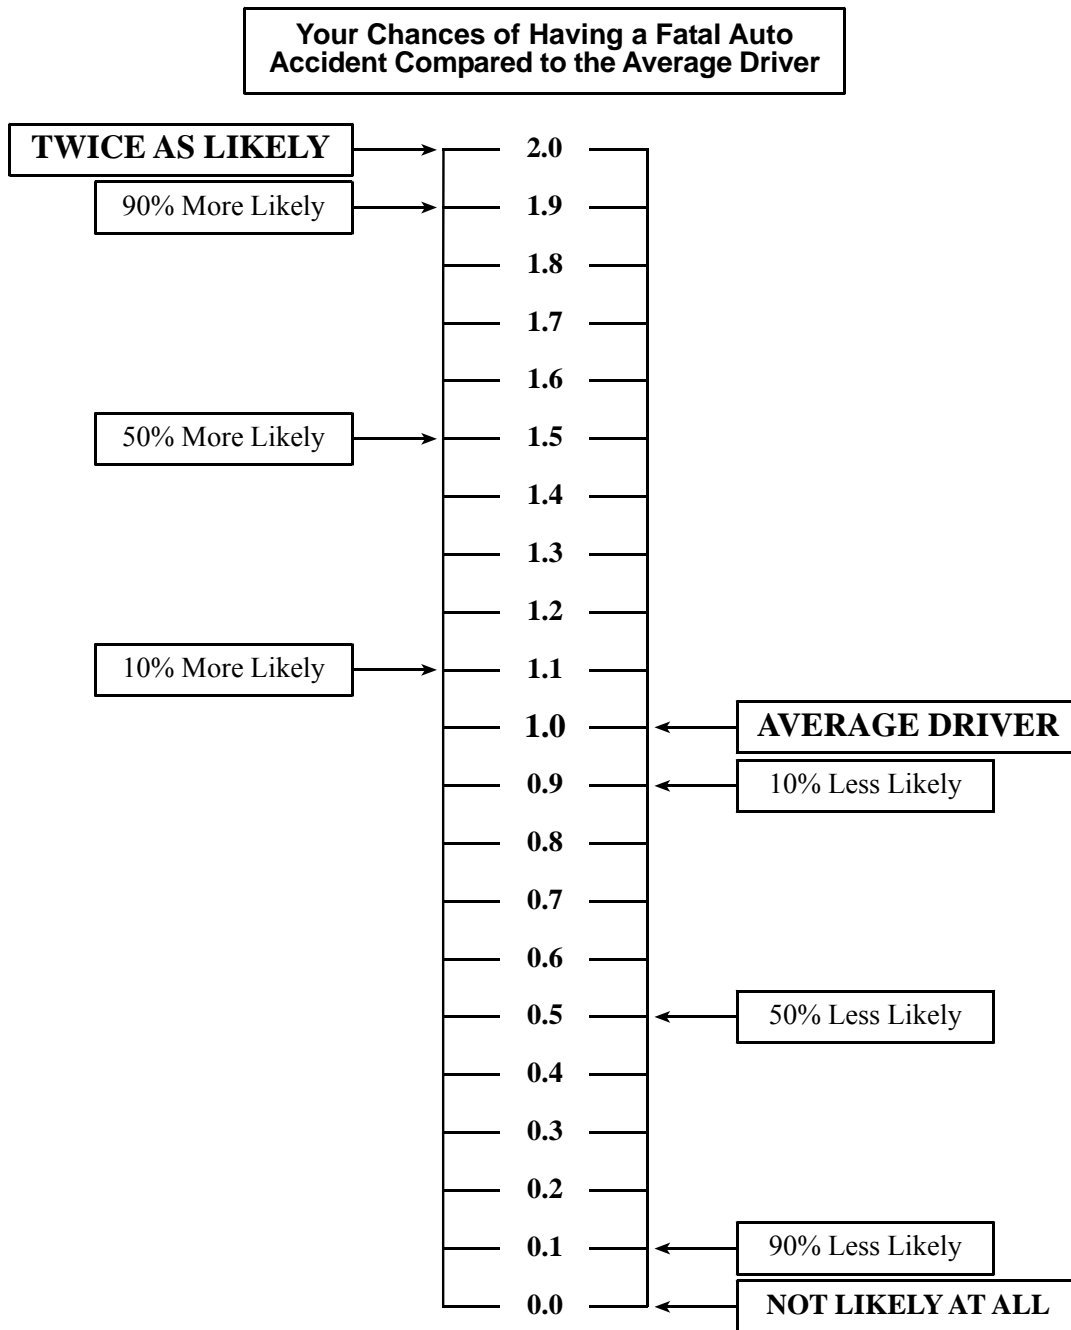 Your Chances of Having a Fatal Auto
Accident Compared to the Average Driver
TWICE AS LIKELY
2.0
90% More Likely
1.9
1.8
1.7
1.6
50% More Likely
1.5
1.4
1.3
1.2
10% More Likely
1.1
1.0
AVERAGE DRIVER
0.9
10% Less Likely
0.8
0.7
0.6
0.5
50% Less Likely
0.4
0.3
0.2
0.1
90% Less Likely
0.0
NOT LIKELY AT ALL